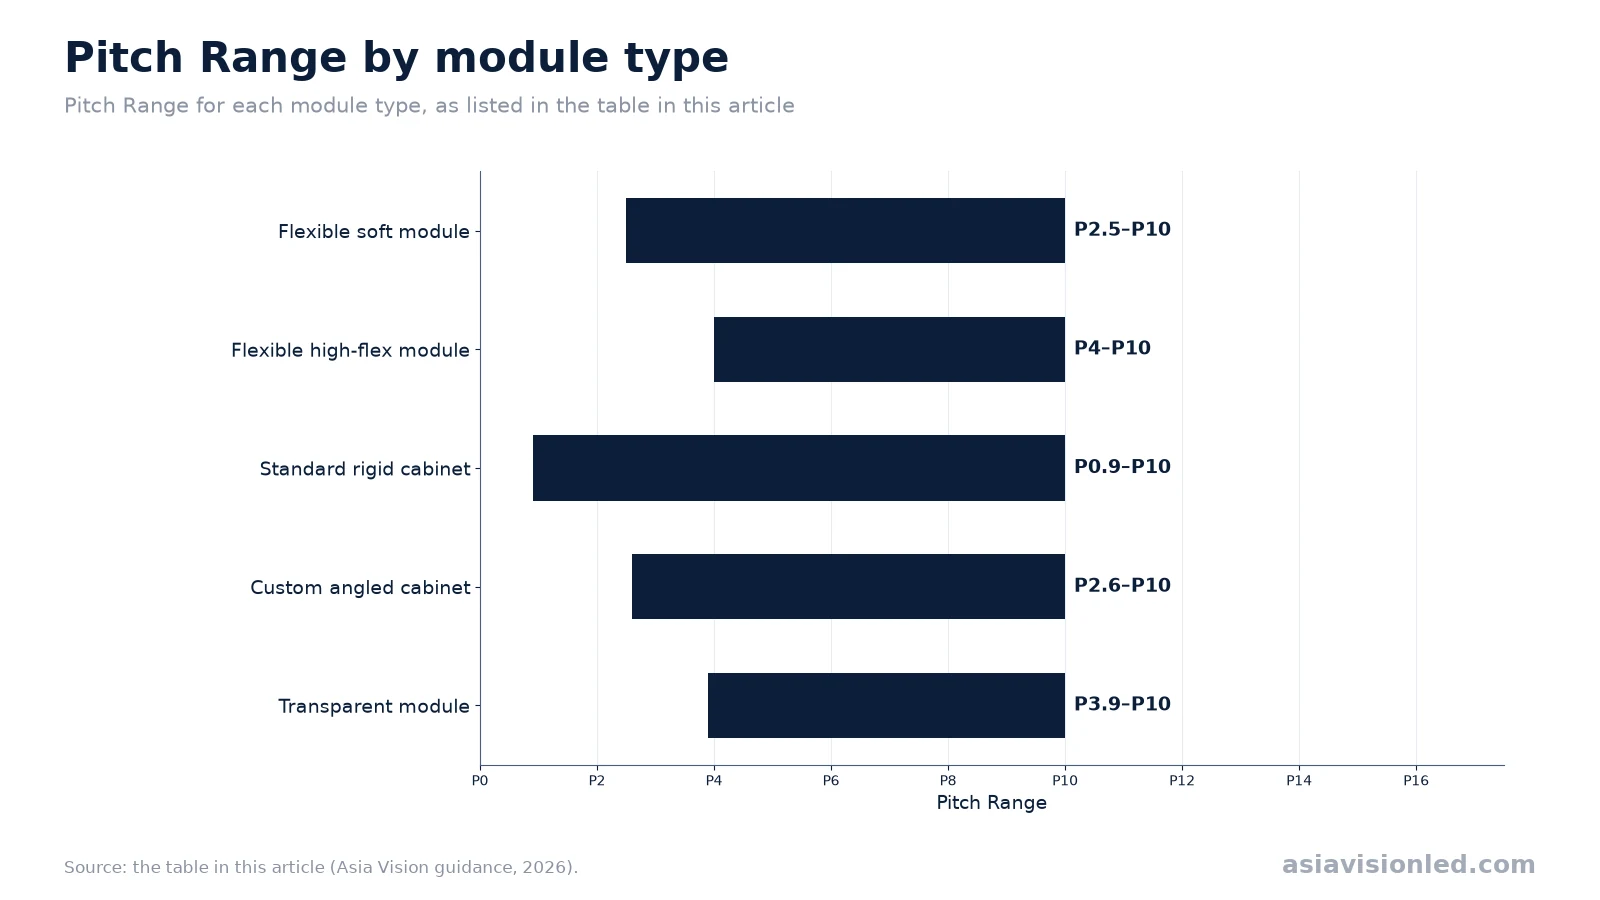 Pitch Range by module type
Pitch Range for each module type, as listed in the table in this article
Flexible soft module
P2.5–P10
Flexible high-flex module
P4–P10
Standard rigid cabinet
P0.9–P10
Custom angled cabinet
P2.6–P10
Transparent module
P3.9–P10
P0 P2 P4 P6 P8 P10 P12 P14 P16
Pitch Range
Source: the table in this article (Asia Vision guidance, 2026).
asiavisionled.com